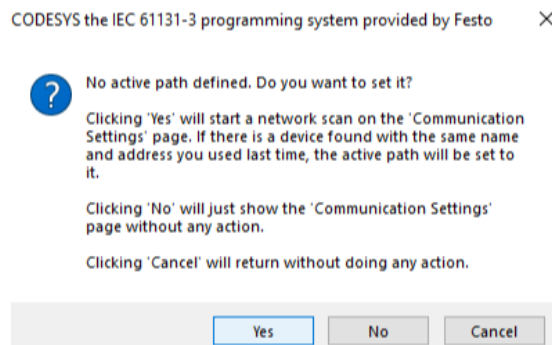 CODESYS the IEC 61131-3 programming system provided by Festo
No active path defined. Do you want to set it?
Clicking 'Yes' will start a network scan on the 'Communication
Settings' page. If there is a device found with the same name
and address you used last time, the active path will be set to
it.
Clicking 'No' will just show the 'Communication Settings'
page without any action.
Clicking 'Cancel' will return without doing any action.
Yes
No
Cancel